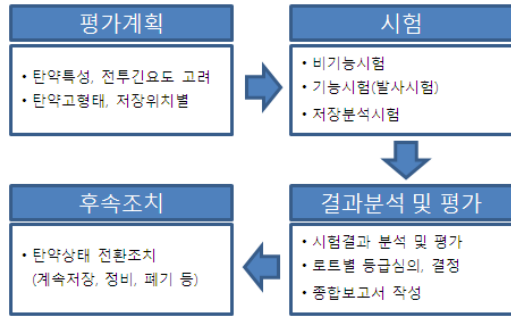 평가계획
• 탄약특성, 전투긴요도 고려
• 탄약고형태, 저장위치별
시험
• 비기능시험
• 기능시험(발사시험)
• 저장분석시험
결과분석 및 평가
• 시험결과 분석 및 평가
• 로트별 등급심의, 결정
• 종합보고서 작성
후속조치
• 탄약상태 전환조치
(계속저장, 정비, 폐기 등)